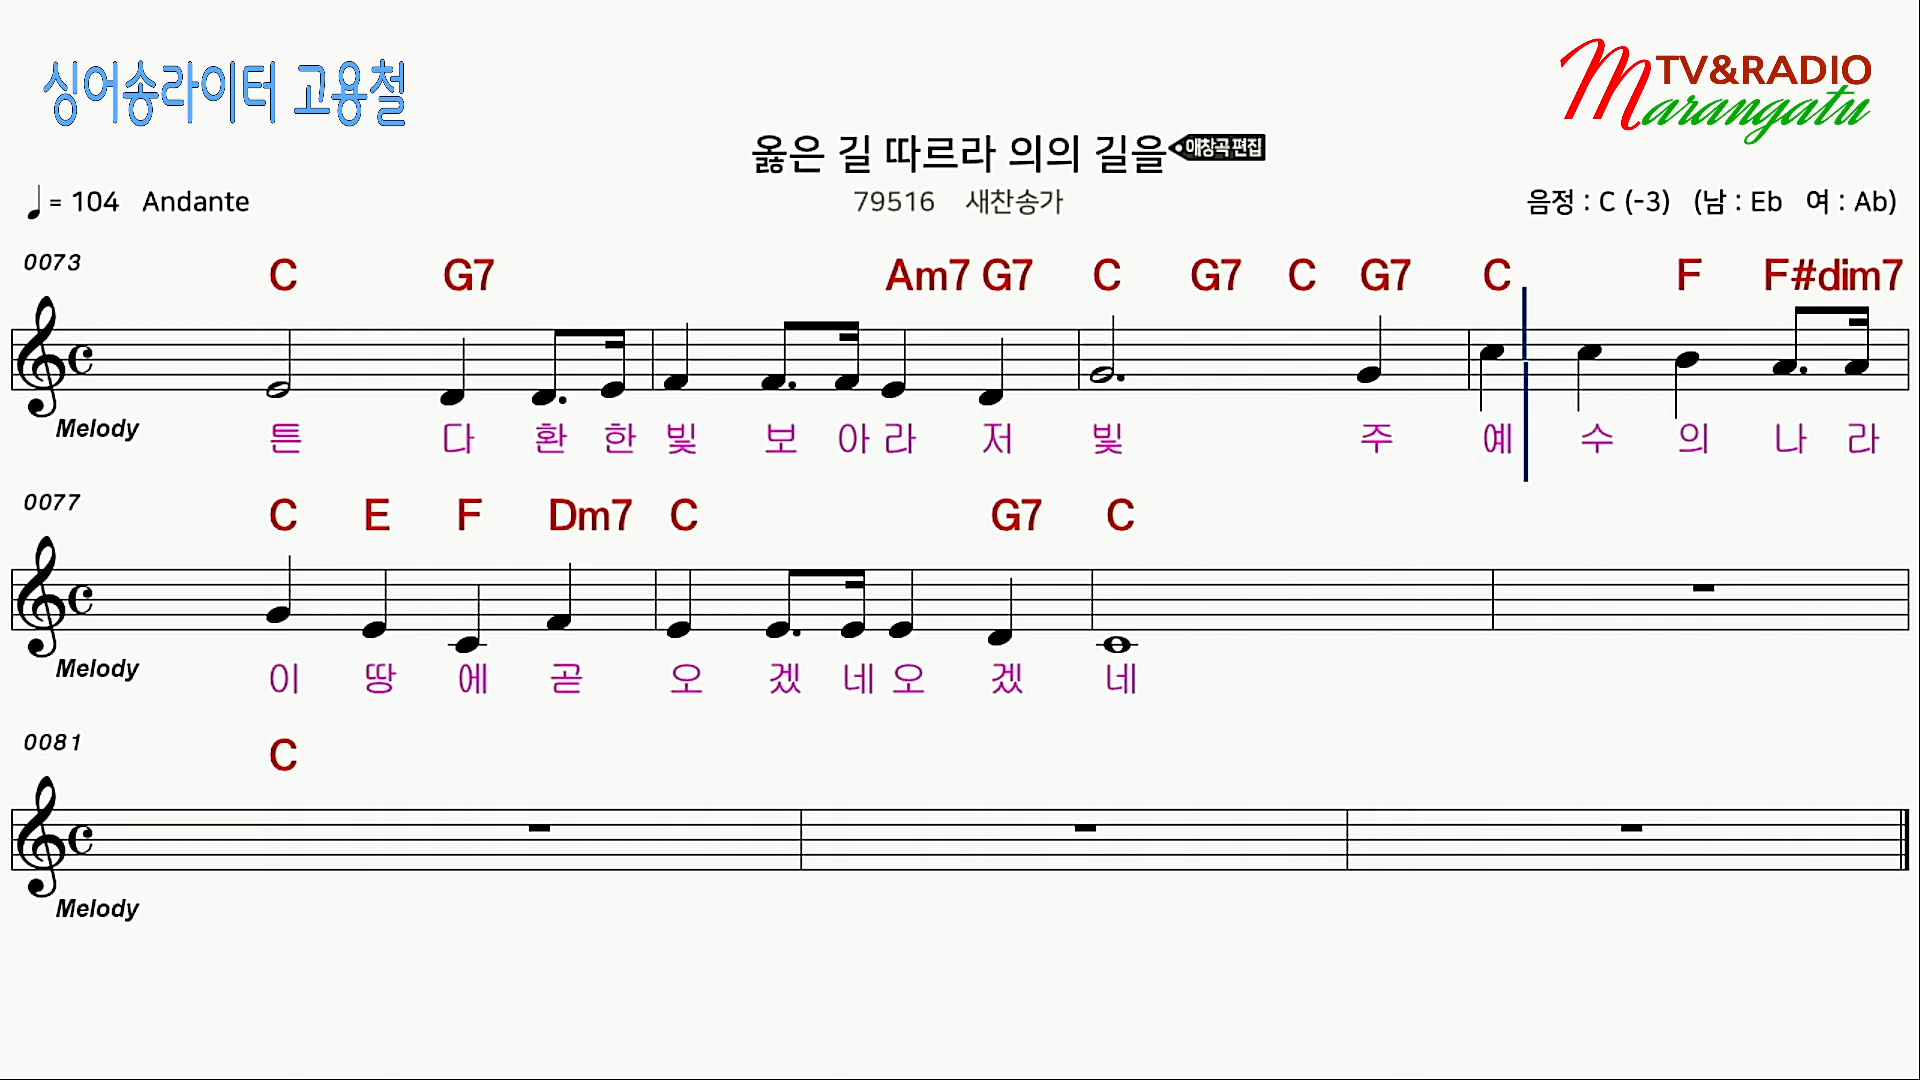 싱어송라이터 고용철
TV&RADIO
Marangatu
옳은 길 따르라 의의 길을 애창곡 편집
= 104 Andante
79516 새찬송가
음정 : C (-3) (남 : Eb 여 : Ab)
0073
C G7 Am7 G7 C G7 C G7 C F F#dim7
Melody
튼 다 환 한 빛 보 아 라 저 빛 주 예 수 의 나 라
0077
C E F Dm7 C G7 C
Melody
이 땅 에 곧 오 겠 네 오 겠 네
0081
C
Melody